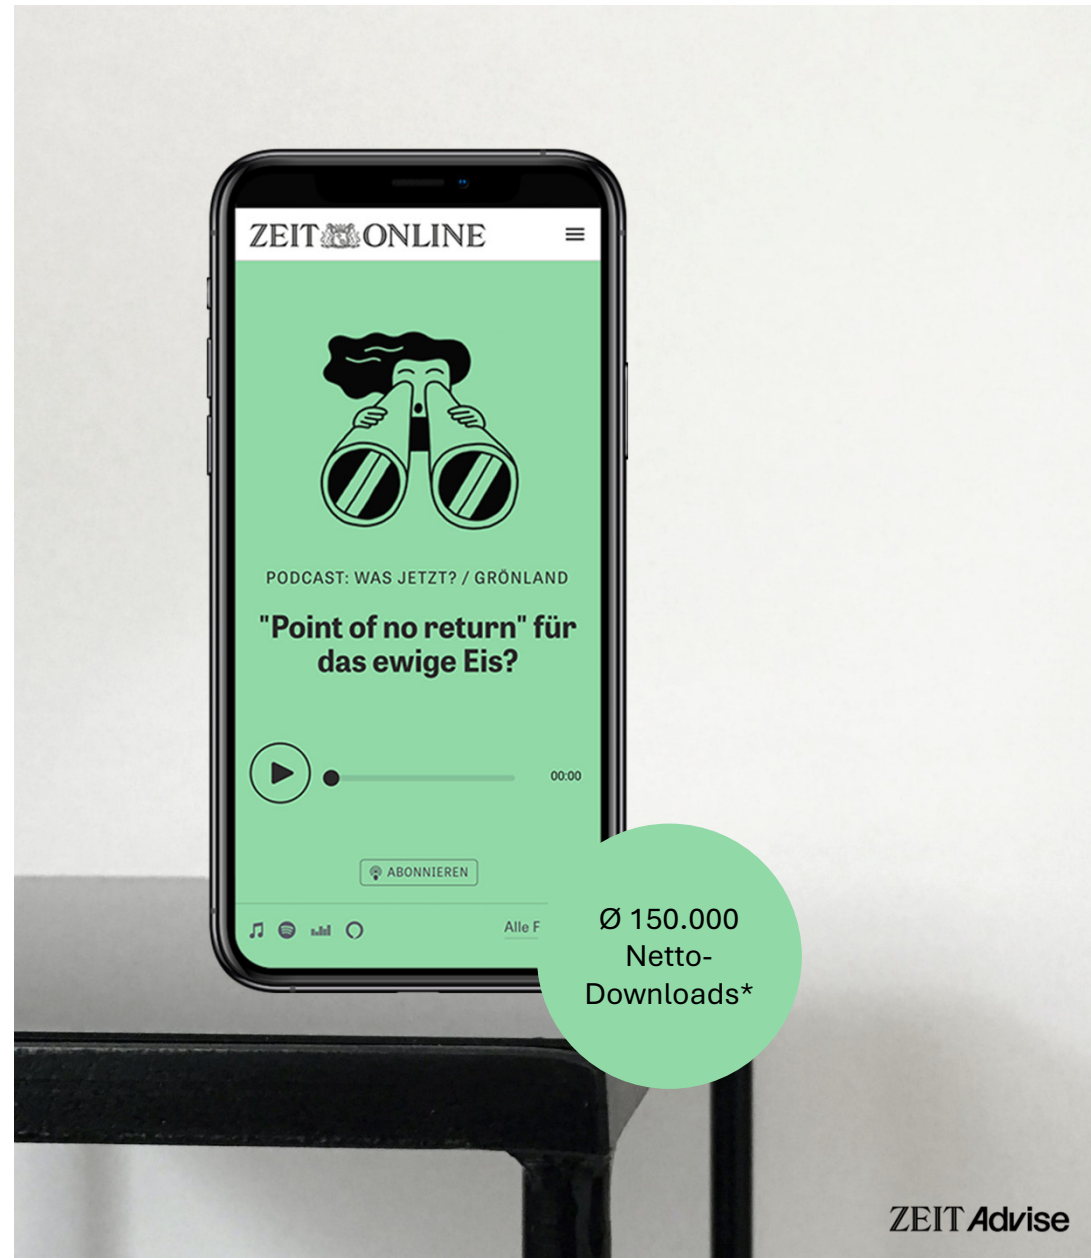 ZEIT ONLINE
PODCAST: WAS JETZT? / GRÖNLAND
"Point of no return" für
das ewige Eis?
00:00
ABONNIEREN
Alle F
Ø 150.000
Netto-
Downloads*
ZEIT Advise